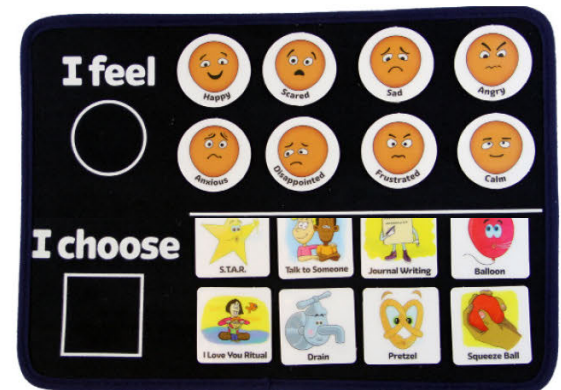 I feel
Happy
Scared
Sad
Angry
Anxious
Disappointed
Frustrated
Calm
I choose
S.T.A.R.
Talk to Someone
Journal Writing
Balloon
I Love You Ritual
Drain
Pretzel
Squeeze Ball